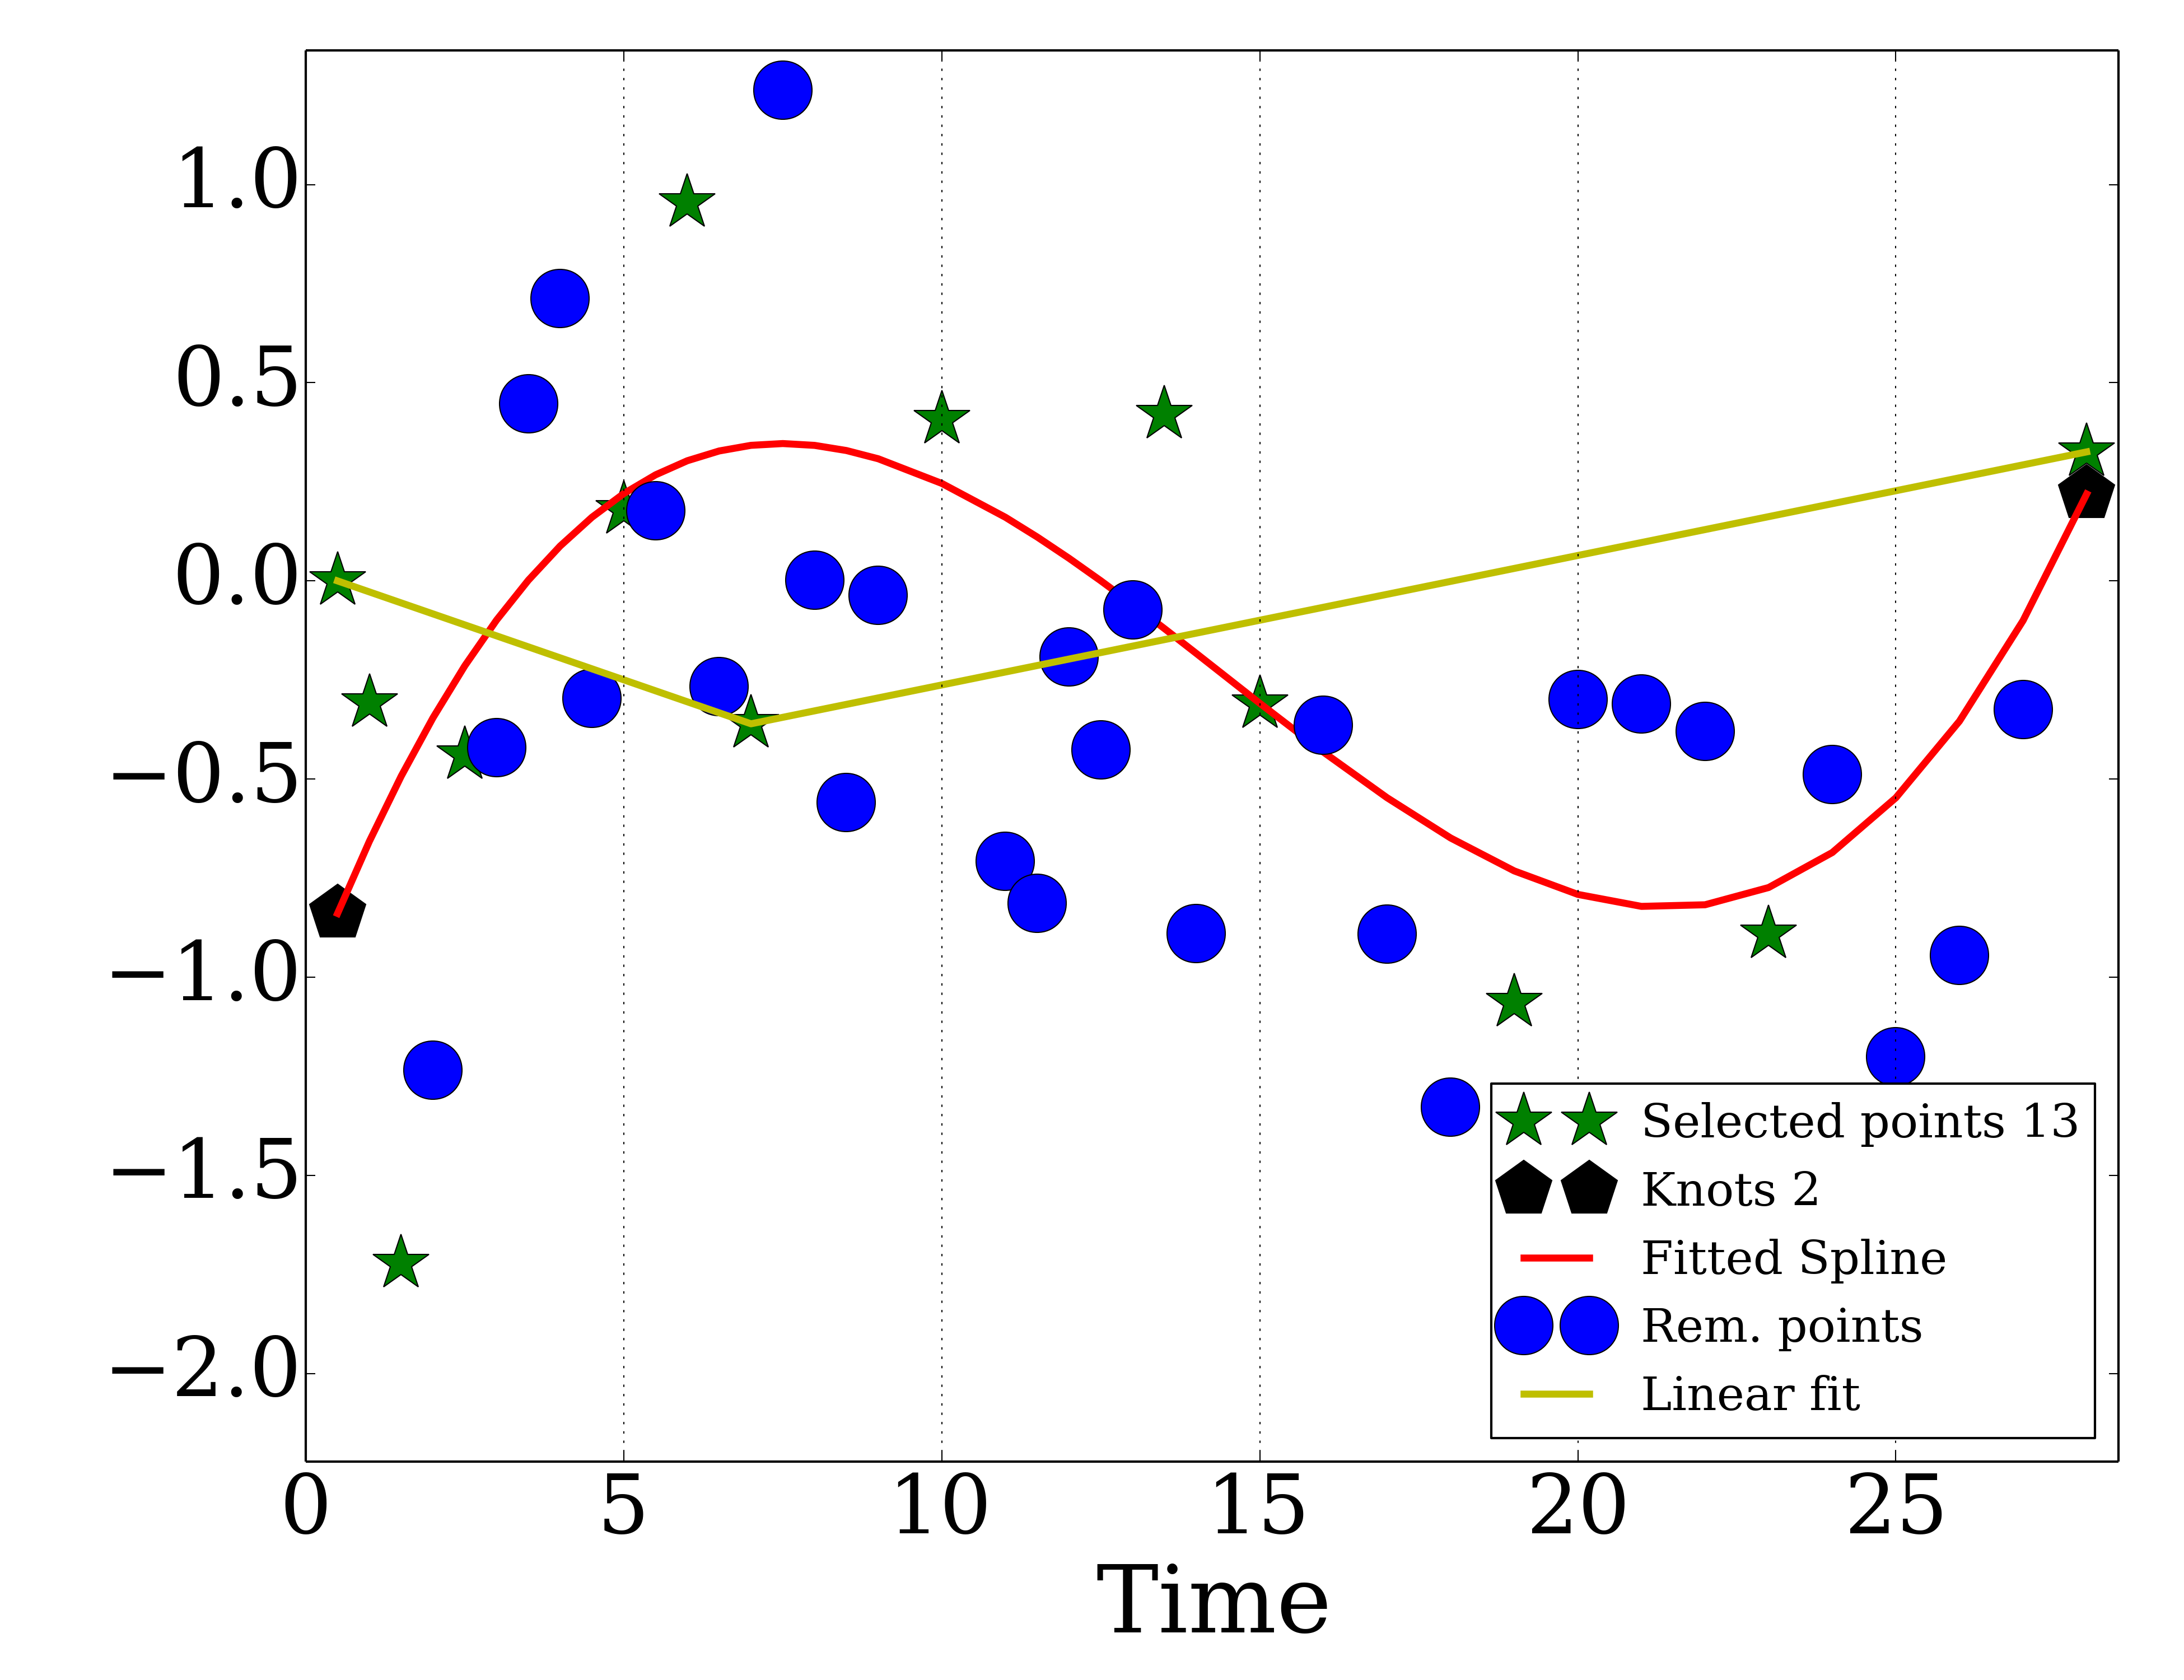 1.0
0.5
0.0
−0.5
−1.0
−1.5
−2.0
0 5 10 15 20 25
Time
Selected points 13
Knots 2
Fitted Spline
Rem. points
Linear fit